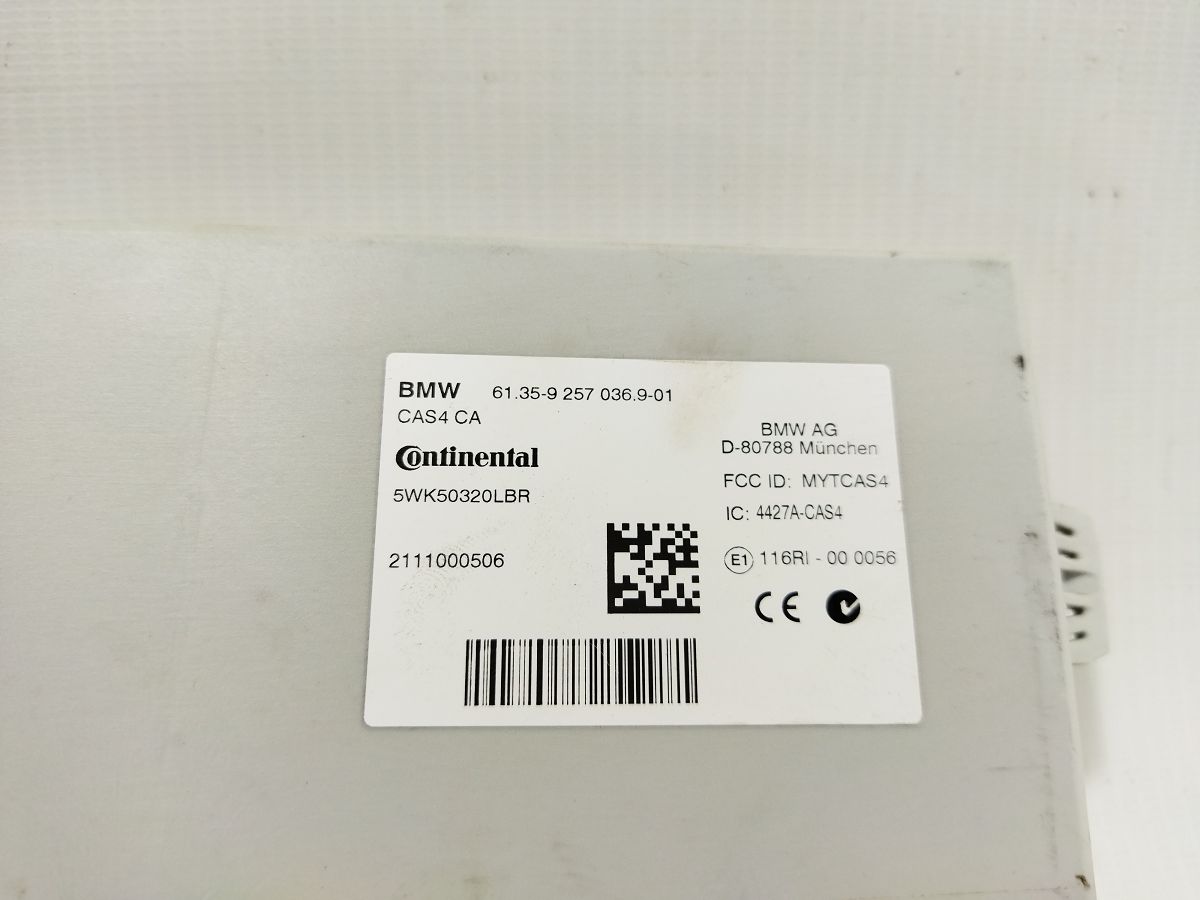 BMW 61.35-9 257 036.9-01
CAS4 CA
Continental
5WK50320LBR
2111000506
BMW AG
D-80788 München
FCC ID: MYTCAS4
IC: 4427A-CAS4
E1 116RI - 00 0056
CE